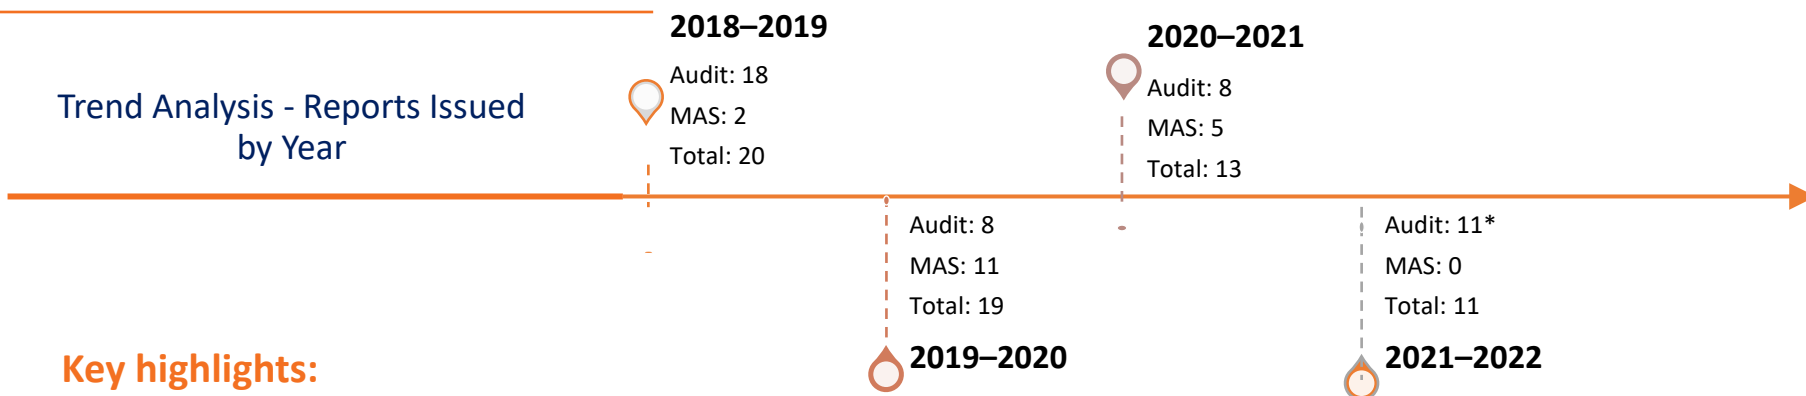 Trend Analysis - Reports Issued
by Year
2018–2019
Audit: 18
MAS: 2
Total: 20
Audit: 8
MAS: 11
Total: 19
2019–2020
2020–2021
Audit: 8
MAS: 5
Total: 13
Audit: 11*
MAS: 0
Total: 11
2021–2022
Key highlights: